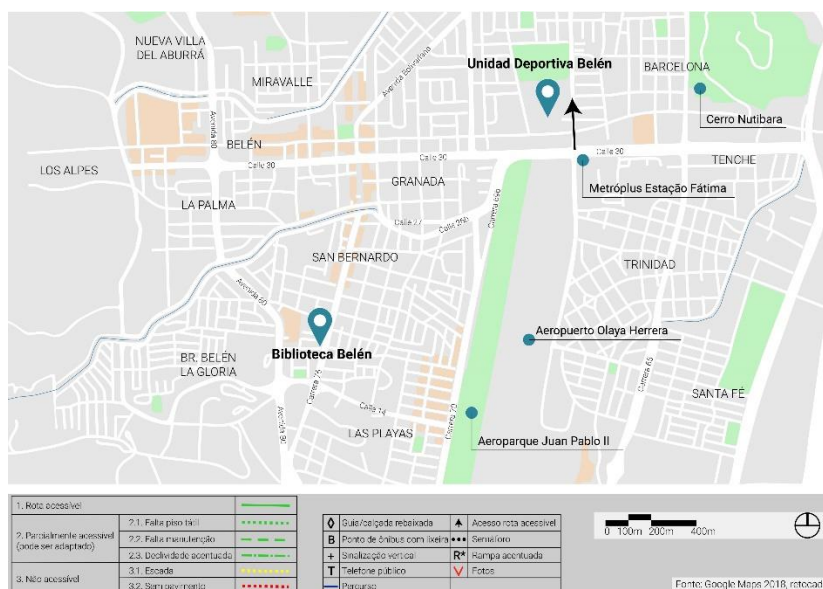 NUEVA VILLA
DEL ABURRÁ
MIRAVALLE
Avenida Bolivariana
Unidad Deportiva Belén
BARCELONA
Cerro Nutibara
Avenida 80
BELÉN
Calle 30
Calle 30
Calle 30
TENCHE
LOS ALPES
GRANADA
Metróplus Estação Fátima
LA PALMA
Calle 27
Carrera
SAN BERNARDO
TRINIDAD
Avenida 80
Biblioteca Belén
Aeropuerto Olaya Herrera
BR. BELÉN
LA GLORIA
Carrera 76
Carrera 65
SANTA FÉ
Calle 14
Carrera 70
LAS PLAYAS
Avenida 80
Aeroparque Juan Pablo II
1. Rota acessível
2. Parcialmente acessível
(pode ser adaptado)
2.1. Falta piso tátil
2.2. Falta manutenção
2.3. Declividade acentuada
3. Não acessível
3.1. Escada
3.2. Sem pavimento
Guia/calçada rebaixada
B Ponto de ônibus com lixeira
+ Sinalização vertical
T Telefone público
Percurso
Acesso rota acessível
Semáforo
R* Rampa acentuada
Fotos
0 100m 200m 400m
Fonte: Google Maps 2018, retocad